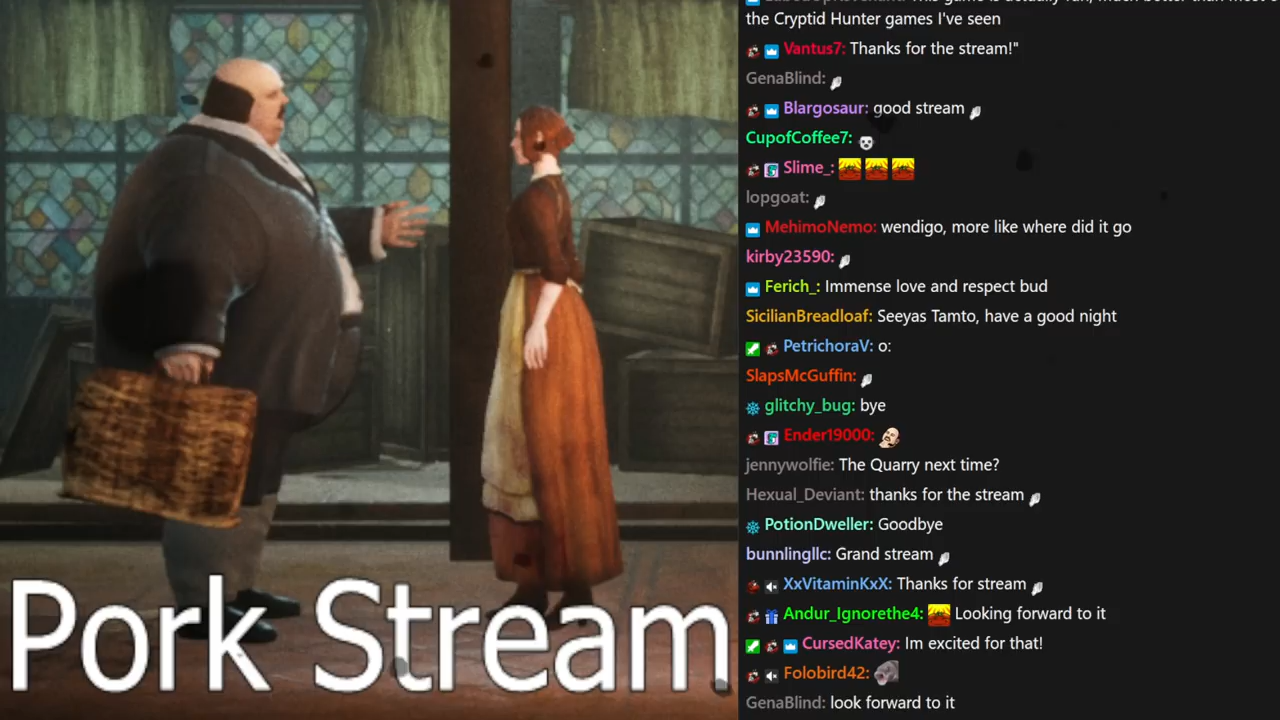 the Cryptid Hunter games I've seen
Vantus7: Thanks for the stream!"
GenaBlind:
Blargosaur: good stream
CupofCoffee7:
Slime_:
lopgoat:
MehimoNemo: wendigo, more like where did it go
kirby23590:
Ferich_: Immense love and respect bud
SicilianBreadloaf: Seeyas Tamto, have a good night
PetrichoraV: o:
SlapsMcGuffin:
glitchy_bug: bye
Ender19000:
jennywolfie: The Quarry next time?
Hexual_Deviant: thanks for the stream
PotionDweller: Goodbye
bunnlingllc: Grand stream
XxVitaminKxX: Thanks for stream
Andur_Ignorethe4: Looking forward to it
CursedKatey: Im excited for that!
Folobird42:
GenaBlind: look forward to it
Pork Stream